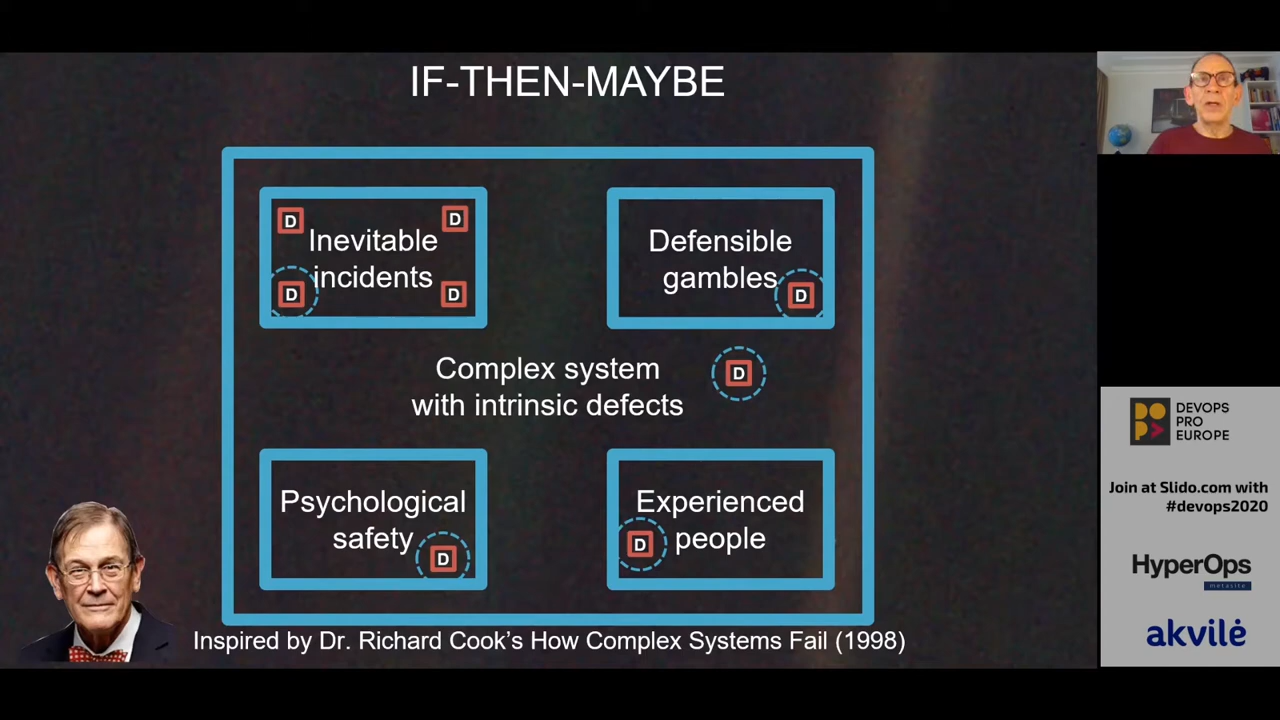 IF-THEN-MAYBE
D
D
Inevitable
incidents
D
D
Defensible
gambles
D
Complex system
with intrinsic defects
D
Psychological
safety
D
Experienced
people
D
Inspired by Dr. Richard Cook's How Complex Systems Fail (1998)
DEVOPS
PRO
EUROPE
Join at Slido.com with
#devops2020
HyperOps
metasite
akvilė